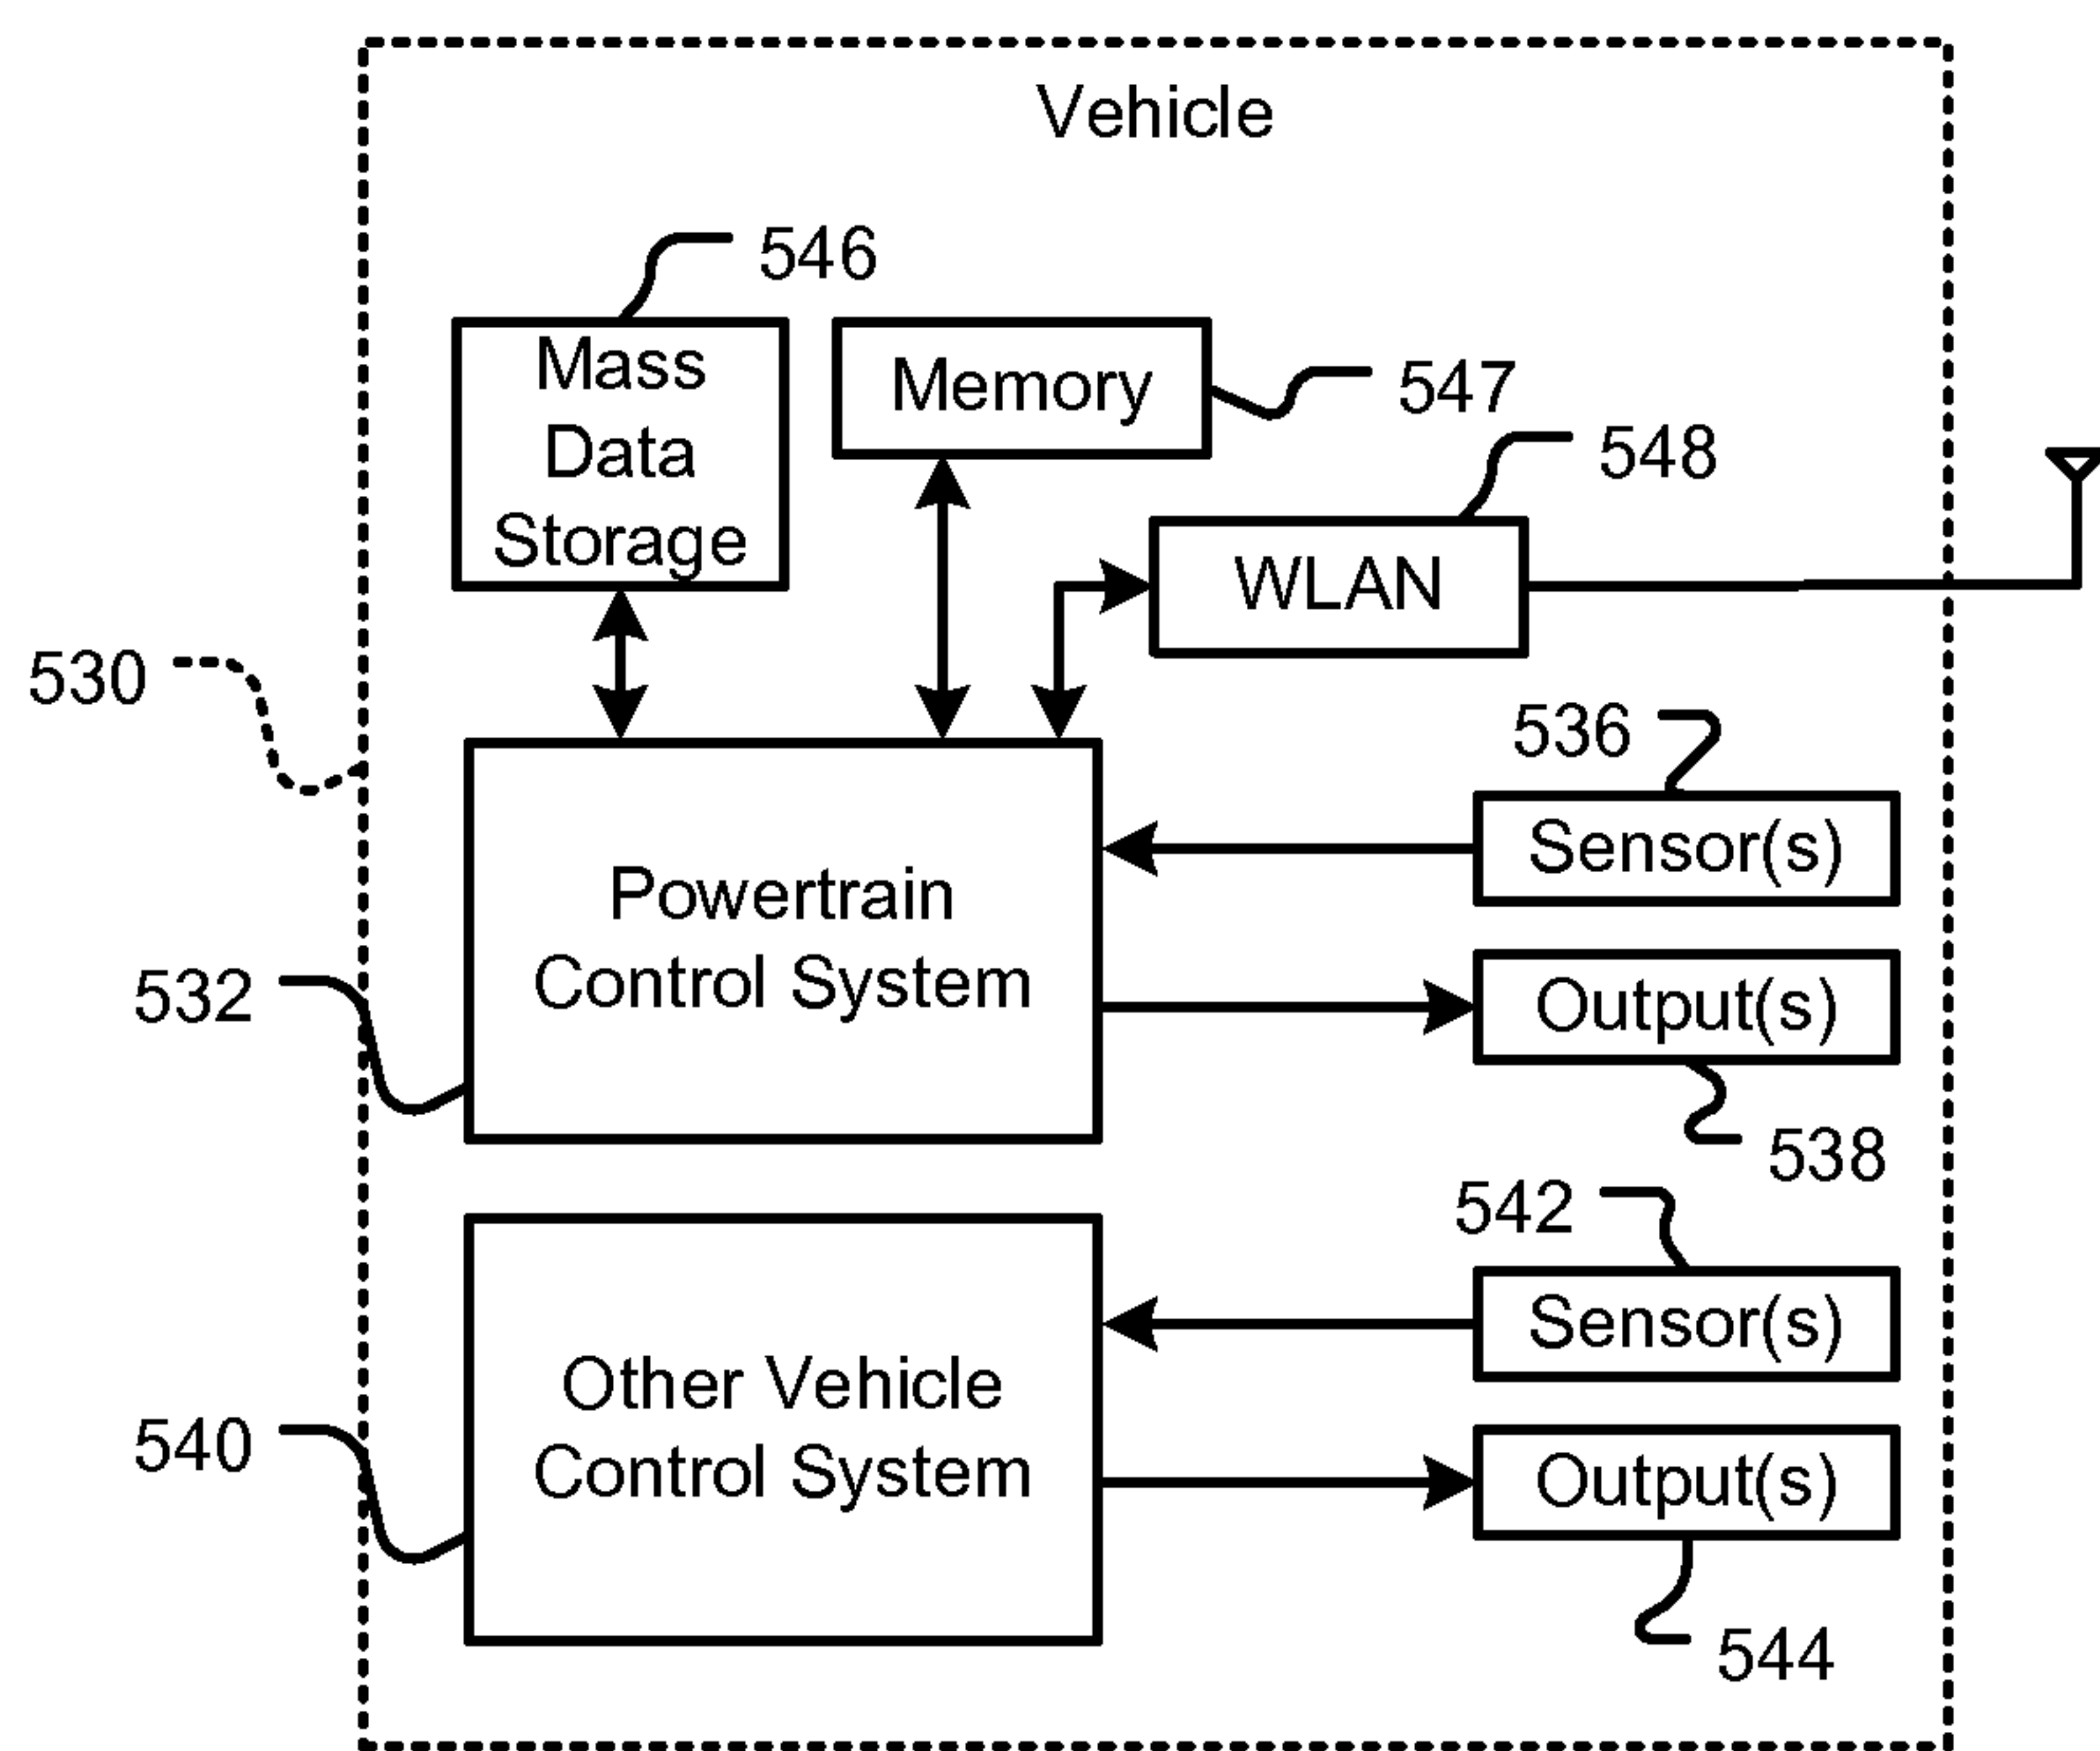 Vehicle
546
Mass
Data
Storage
Memory
547
548
WLAN
530
536
Sensor(s)
Powertrain
Control System
532
Output(s)
538
542
Sensor(s)
Other Vehicle
Control System
540
Output(s)
544